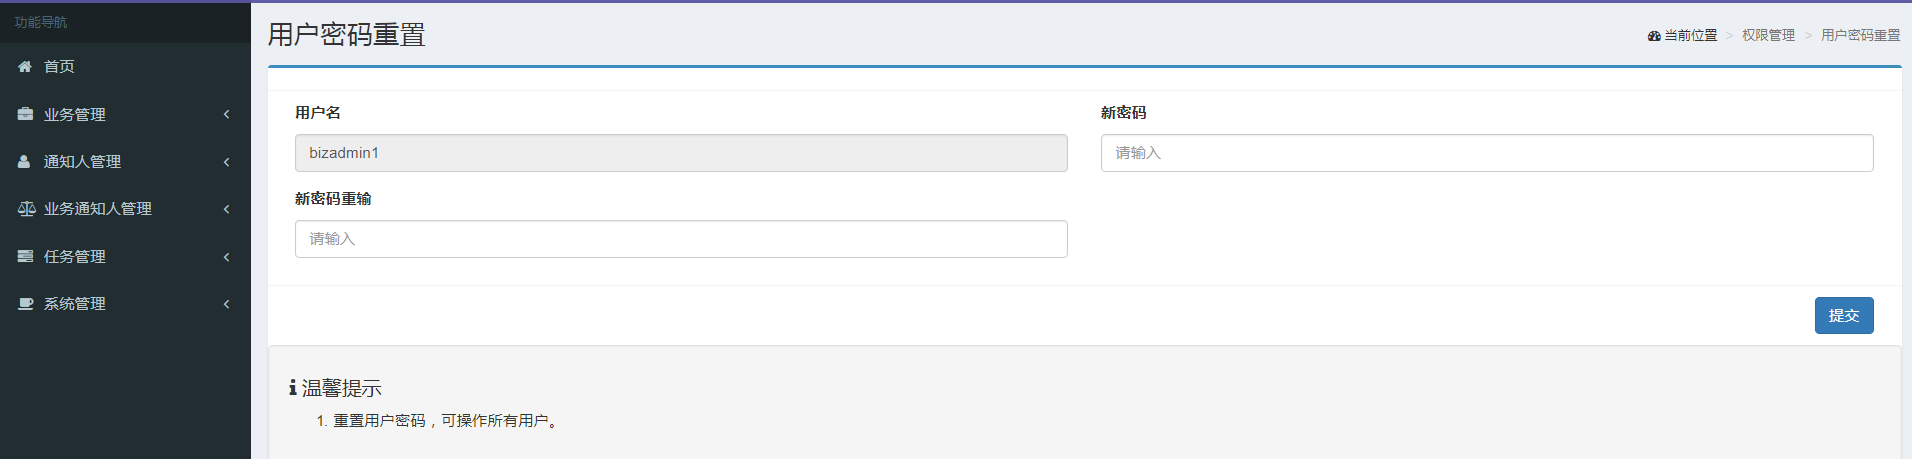 功能导航
首页
业务管理
通知人管理
业务通知人管理
任务管理
系统管理
用户密码重置
当前位置 > 权限管理 > 用户密码重置
用户名
新密码
bizadmin1
请输入
新密码重输
请输入
提交
温馨提示
1. 重置用户密码，可操作所有用户。